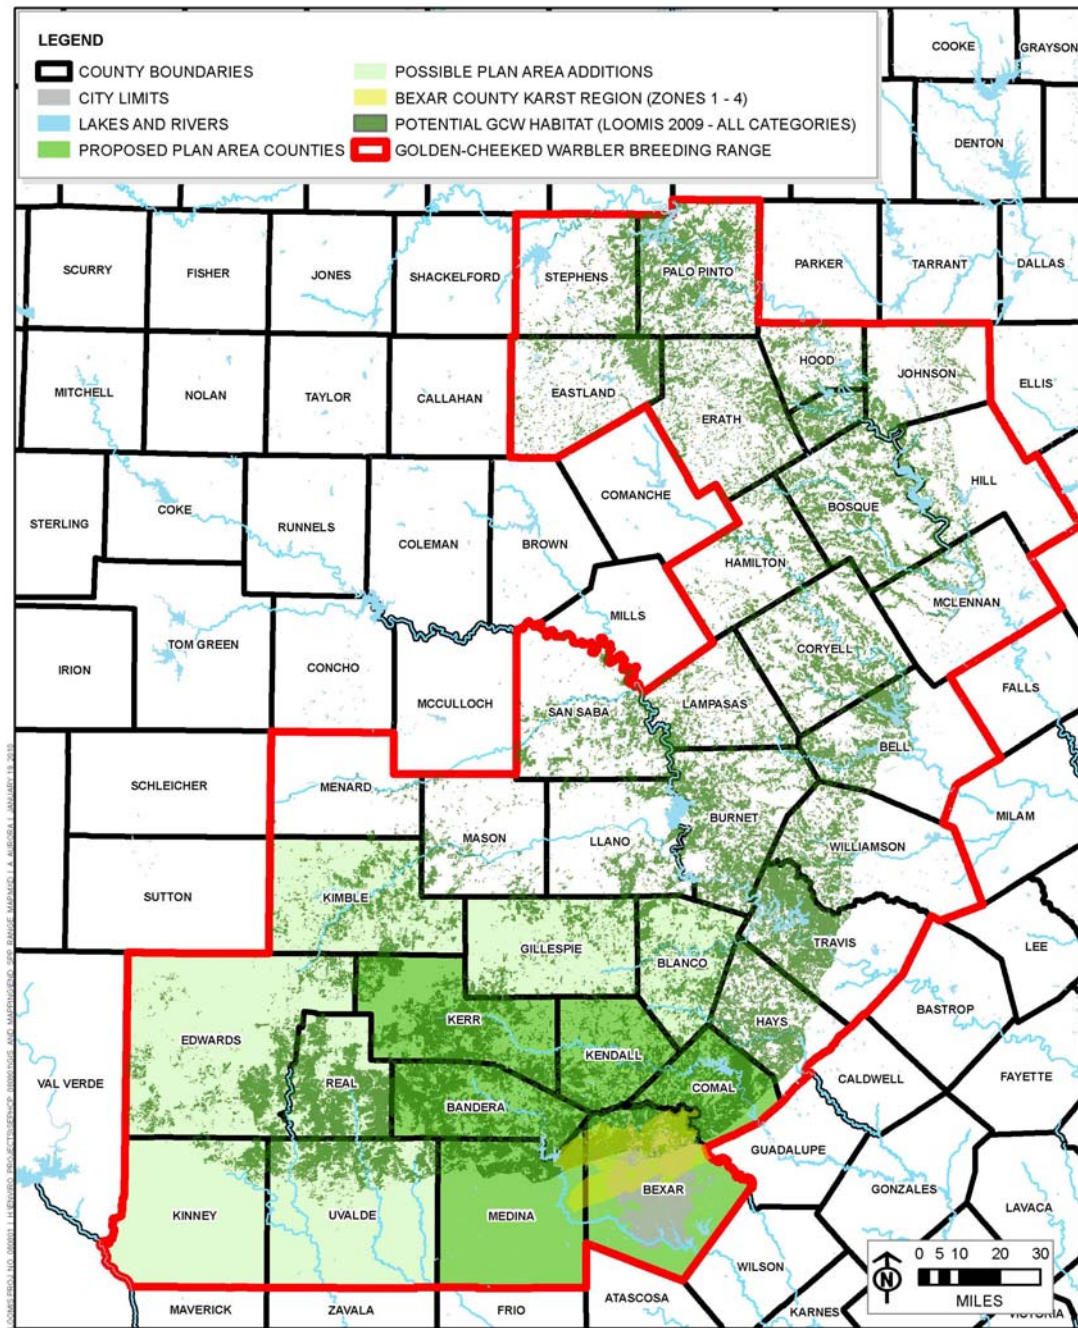 LEGEND
COUNTY BOUNDARIES
CITY LIMITS
LAKES AND RIVERS
PROPOSED PLAN AREA COUNTIES
POSSIBLE PLAN AREA ADDITIONS
BEXAR COUNTY KARST REGION (ZONES 1 - 4)
POTENTIAL GCW HABITAT (LOOMIS 2009 - ALL CATEGORIES)
GOLDEN-CHEEKED WARBLER BREEDING RANGE
COOKE
GRAYSON
DENTON
SCURRY
FISHER
JONES
SHACKELFORD
STEPHENS
PALO PINTO
PARKER
TARRANT
DALLAS
MITCHELL
NOLAN
TAYLOR
CALLAHAN
EASTLAND
ERATH
HOOD
JOHNSON
ELLIS
STERLING
COKE
RUNNELS
COLEMAN
BROWN
COMANCHE
HAMILTON
BOSQUE
HILL
IRION
TOM GREEN
CONCHO
MCCULLOCH
MILLS
SAN SABA
LAMPASAS
CORYELL
MCLENNAN
FALLS
SCHLEICHER
MENARD
MASON
LLANO
BURNET
BELL
WILLIAMSON
MILAM
SUTTON
KIMBLE
GILLESPIE
BLANCO
TRAVIS
LEE
VAL VERDE
EDWARDS
REAL
KERR
KENDALL
BANDERA
COMAL
HAYS
BASTROP
CALDWELL
FAYETTE
KINNEY
UVALDE
MEDINA
BEXAR
GUADALUPE
GONZALES
LAVACA
MAVERICK
ZAVALA
FRIO
ATASCOSA
WILSON
KARNES
VICTORIA
N
0 5 10 20 30
MILES